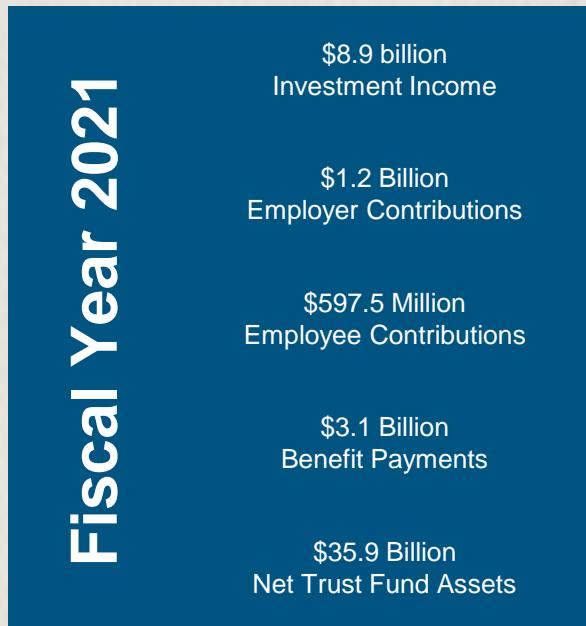 Fiscal Year 2021
$8.9 billion
Investment Income
$1.2 Billion
Employer Contributions
$597.5 Million
Employee Contributions
$3.1 Billion
Benefit Payments
$35.9 Billion
Net Trust Fund Assets